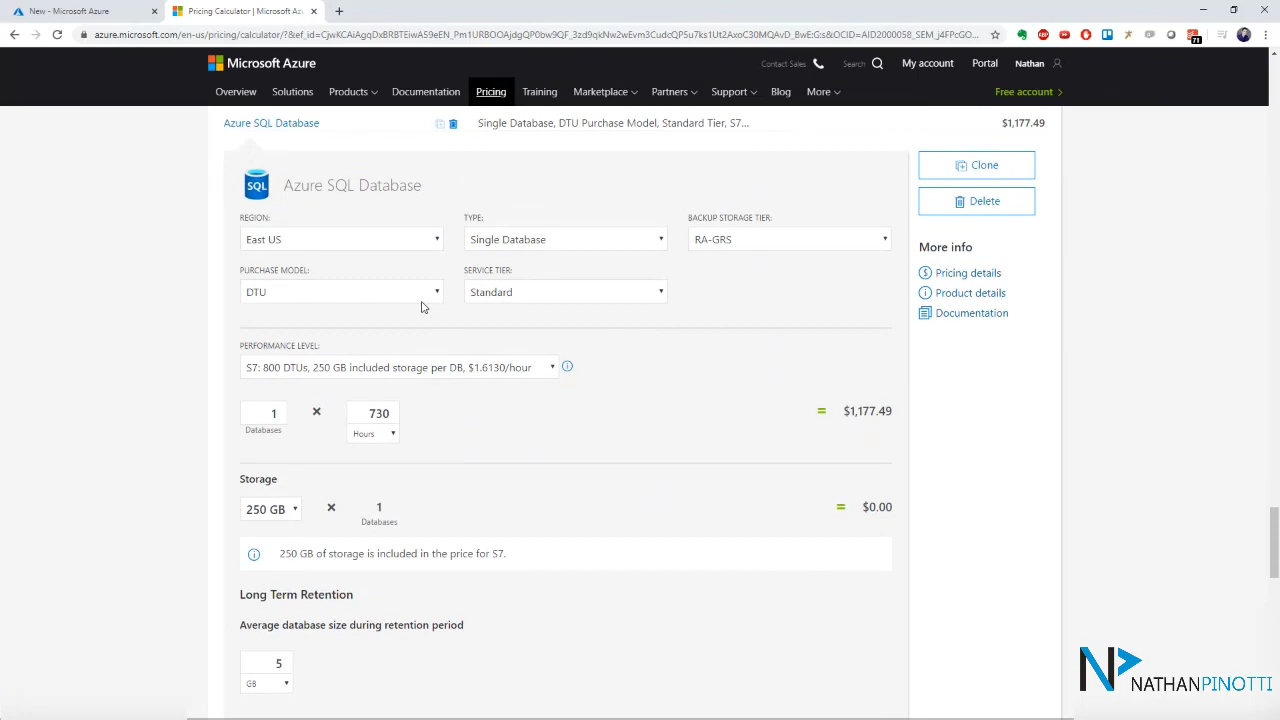 New - Microsoft Azure
Pricing Calculator | Microsoft Az
Microsoft Azure
Contact Sales
Search
My account
Portal
Nathan
Overview
Solutions
Products
Documentation
Pricing
Training
Marketplace
Partners
Support
Blog
More
Free account
Azure SQL Database
Single Database, DTU Purchase Model, Standard Tier, S7...
$1,177.49
SQL
Azure SQL Database
Clone
Delete
REGION:
TYPE:
BACKUP STORAGE TIER:
East US
Single Database
RA-GRS
More info
Pricing details
Product details
Documentation
PURCHASE MODEL:
SERVICE TIER:
DTU
Standard
PERFORMANCE LEVEL:
S7: 800 DTUs, 250 GB included storage per DB, $1.6130/hour
1
×
730
= $1,177.49
Databases
Hours
Storage
250 GB
×
1
= $0.00
Databases
250 GB of storage is included in the price for S7.
Long Term Retention
Average database size during retention period
5
GB
NATHANPINOTTI